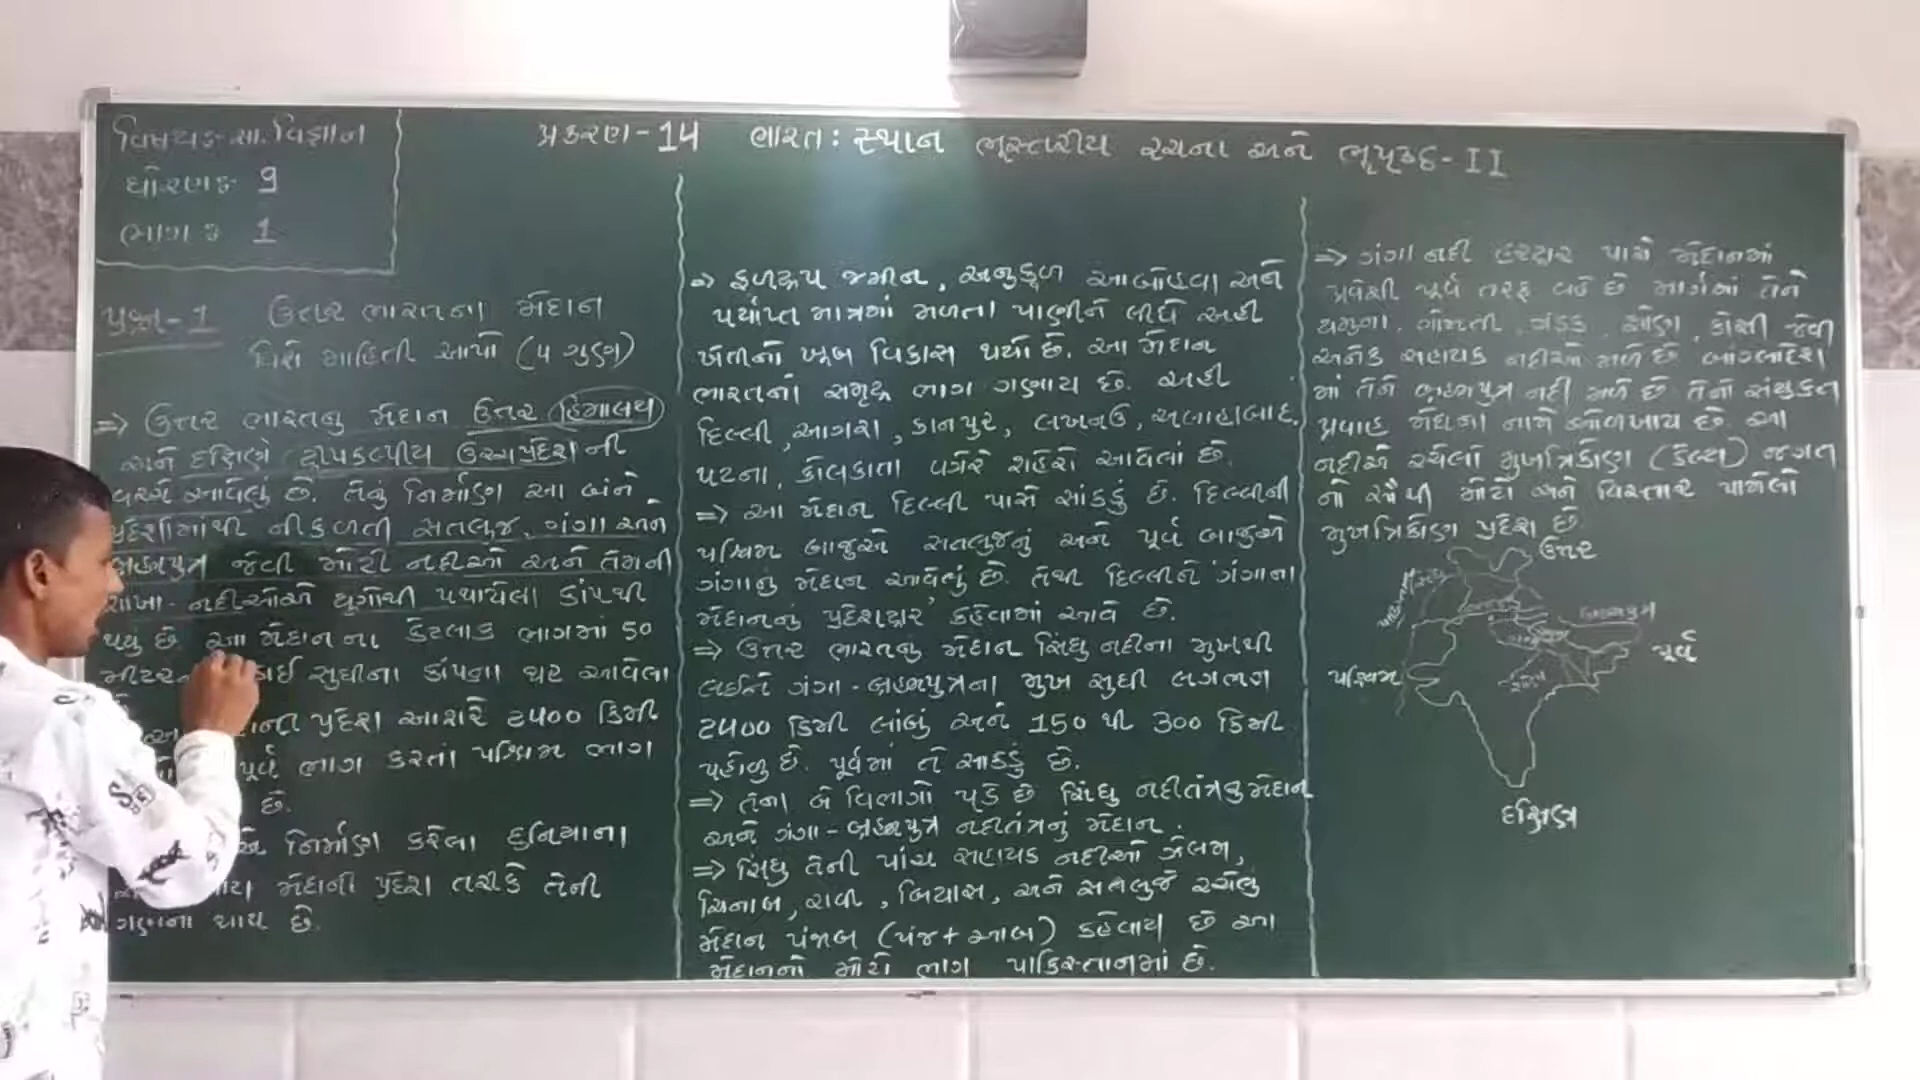 વિષયઃ સા. વિજ્ઞાન
ધોરણઃ 9
ભાગઃ 1
પ્રકરણ-14 ભારત: સ્થાન ભૂસ્તરીય રચના અને ભૂપૃષ્ઠ-II
પ્રશ્ન-1 ઉત્તર ભારતના મેદાન
વિશે માહિતી આપો (૫ ગુણ)
⇒ ઉત્તર ભારતનુ મેદાન ઉત્તર હિમાલય
અને દક્ષિણે દ્વીપકલ્પીય ઉચ્ચપ્રદેશની
વચ્ચે આવેલું છે. તેનું નિર્માણ આ બંને
પ્રદેશોમાંથી નીકળતી સતલુજ, ગંગા અને
બ્રહ્મપુત્ર જેવી મોટી નદીઓ અને તેમની
શાખા-નદીઓએ યુગોથી પથાયેલા કાંપથી
થયુ છે. આ મેદાન ના કેટલાક ભાગમાં 50
મીટર સુધીના કાંપના થર આવેલા
પ્રદેશ આશરે ૨૫૦૦ કિમી
પૂર્વ ભાગ કરતાં પશ્ચિમ ભાગ
છે.
નિર્માણ કરેલા દુનિયાના
મેદાની પ્રદેશ તરીકે તેની
ગણના થાય છે.
⇒ ફળદ્રુપ જમીન, અનુકૂળ આબોહવા અને
પર્યાપ્ત માત્રમાં મળતા પાણીને લીધે અહી
ખેતીનો ખૂબ વિકાસ થયો છે. આ મેદાન
ભારતનો સમૃદ્ધ ભાગ ગણાય છે. અહી
દિલ્લી, આગરા, કાનપુર, લખનઉ, અલાહાબાદ,
પટના, કોલકાતા વગેરે શહેરો આવેલાં છે.
⇒ આ મેદાન દિલ્લી પાસે સાંકડું છે. દિલ્લીની
પશ્ચિમ બાજુએ સતલુજનું અને પૂર્વ બાજુએ
ગંગાનું મેદાન આવેલું છે. તેથી દિલ્લીને 'ગંગાના
મેદાનનું પ્રવેશદ્વાર' કહેવામાં આવે છે.
⇒ ઉત્તર ભારતનું મેદાન સિંધુ નદીના મુખથી
લઈને ગંગા-બ્રહ્મપુત્રના મુખ સુધી લગભગ
૨૫૦૦ કિમી લાંબું અને 150 થી 300 કિમી
પહોળુ છે. પૂર્વમાં તે સાકડું છે.
⇒ તેના બે વિભાગો પડે છે સિંધુ નદીતંત્રનુ મેદાન
અને ગંગા-બ્રહ્મપુત્ર નદીતંત્રનું મેદાન.
⇒ સિંધુ તેની પાંચ સહાયક નદીઓ ઝેલમ,
ચિનાબ, રાવી, બિયાસ, અને સતલુજે રચેલું
મેદાન પંજાબ (પંજ+આબ) કહેવાય છે આ
મેદાનનો મોટો ભાગ પાકિસ્તાનમાં છે.
⇒ ગંગા નદી હરદ્વાર પાસે મેદાનમાં
પ્રવેશી પૂર્વ તરફ વહે છે માર્ગમાં તેને
યમુના, ગોમતી, ગંડક, શોણ, કોસી જેવી
અનેક સહાયક નદીઓ મળે છે બાંગ્લાદેશ
માં તેને બ્રહ્મપુત્ર નદી મળે છે તેનો સંયુક્ત
પ્રવાહ મેઘના નામે ઓળખાય છે. આ
નદીએ રચેલો મુખત્રિકોણ (ડેલ્ટા) જગત
નો સૌથી મોટો અને વિસ્તાર પામેલો
મુખત્રિકોણ પ્રદેશ છે
ઉત્તર
પૂર્વ
પશ્ચિમ
દક્ષિણ